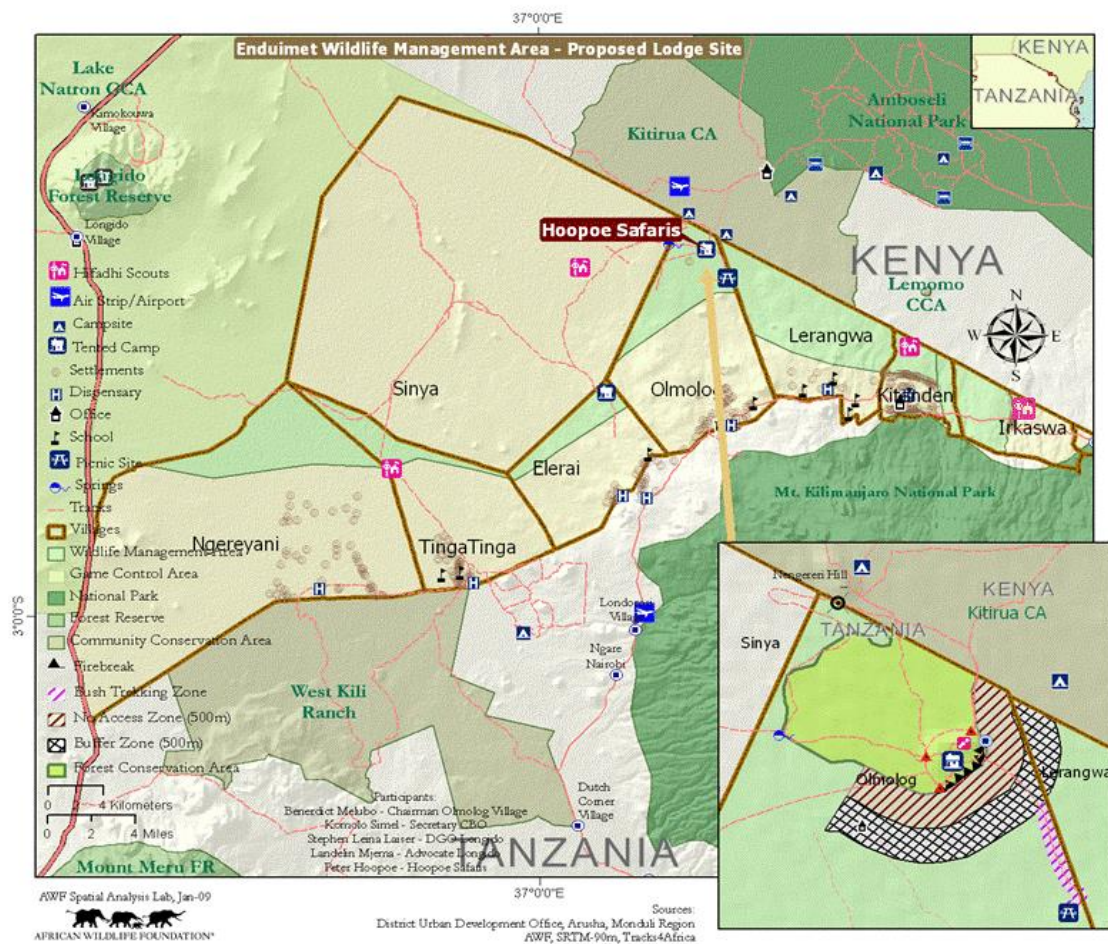 37°0'0"E
Enduimet Wildlife Management Area - Proposed Lodge Site
KENYA
TANZANIA
Lake
Natron GCA
Kimokouwa
Village
Longido
Forest Reserve
Longido
Village
Kitirua CA
Amboseli
National Park
Hoopoe Safaris
KENYA
Lemomo
CCA
N
W E
S
Lerangwa
Sinya
Olmolog
Kitenden
Irkaswa
Elerai
Mt. Kilimanjaro National Park
Ngereyani
TingaTinga
3°0'0"S
Londorosi
Village
Ngare
Nairobi
West Kili
Ranch
Dutch
Corner
Village
TANZANIA
Mount Meru FR
Hifadhi Scouts
Air Strip/Airport
Campsite
Tented Camp
Settlements
Dispensary
Office
School
Picnic Site
Springs
Tracks
Villages
Wildlife Management Area
Game Control Area
National Park
Forest Reserve
Community Conservation Area
Firebreak
Bush Trekking Zone
No Access Zone (500m)
Buffer Zone (500m)
Forest Conservation Area
0 2 4 Kilometers
0 2 4 Miles
Participants:
Benerdict Melubo - Chairman Olmolog Village
Komolo Simel - Secretary CBO
Stephen Lema Laiser - DGO Longido
Landelin Mjema - Advocate Longido
Peter Hoopoe - Hoopoe Safaris
Nengereri Hill
KENYA
Kitirua CA
TANZANIA
Sinya
Olmolog
Lerangwa
AWF Spatial Analysis Lab, Jan-09
AFRICAN WILDLIFE FOUNDATION®
37°0'0"E
Sources:
District Urban Development Office, Arusha, Monduli Region
AWF, SRTM-90m, Tracks4Africa